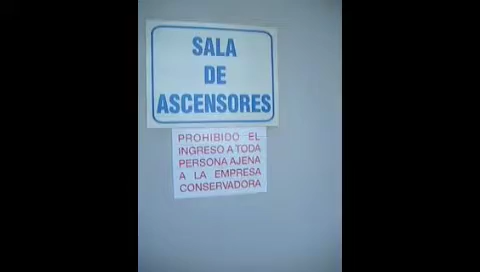 SALA
DE
ASCENSORES
PROHIBIDO EL
INGRESO A TODA
PERSONA AJENA
A LA EMPRESA
CONSERVADORA